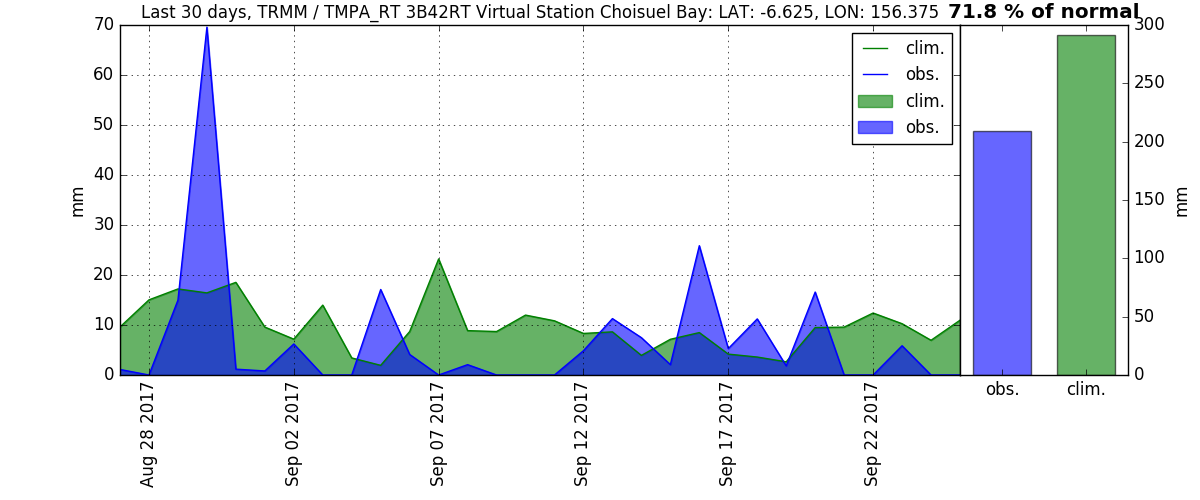 Last 30 days, TRMM / TMPA_RT 3B42RT Virtual Station Choisuel Bay: LAT: -6.625, LON: 156.375 71.8 % of normal
70
60
50
40
30
20
10
0
mm
clim.
obs.
clim.
obs.
300
250
200
150
100
50
0
mm
Aug 28 2017
Sep 02 2017
Sep 07 2017
Sep 12 2017
Sep 17 2017
Sep 22 2017
obs.
clim.